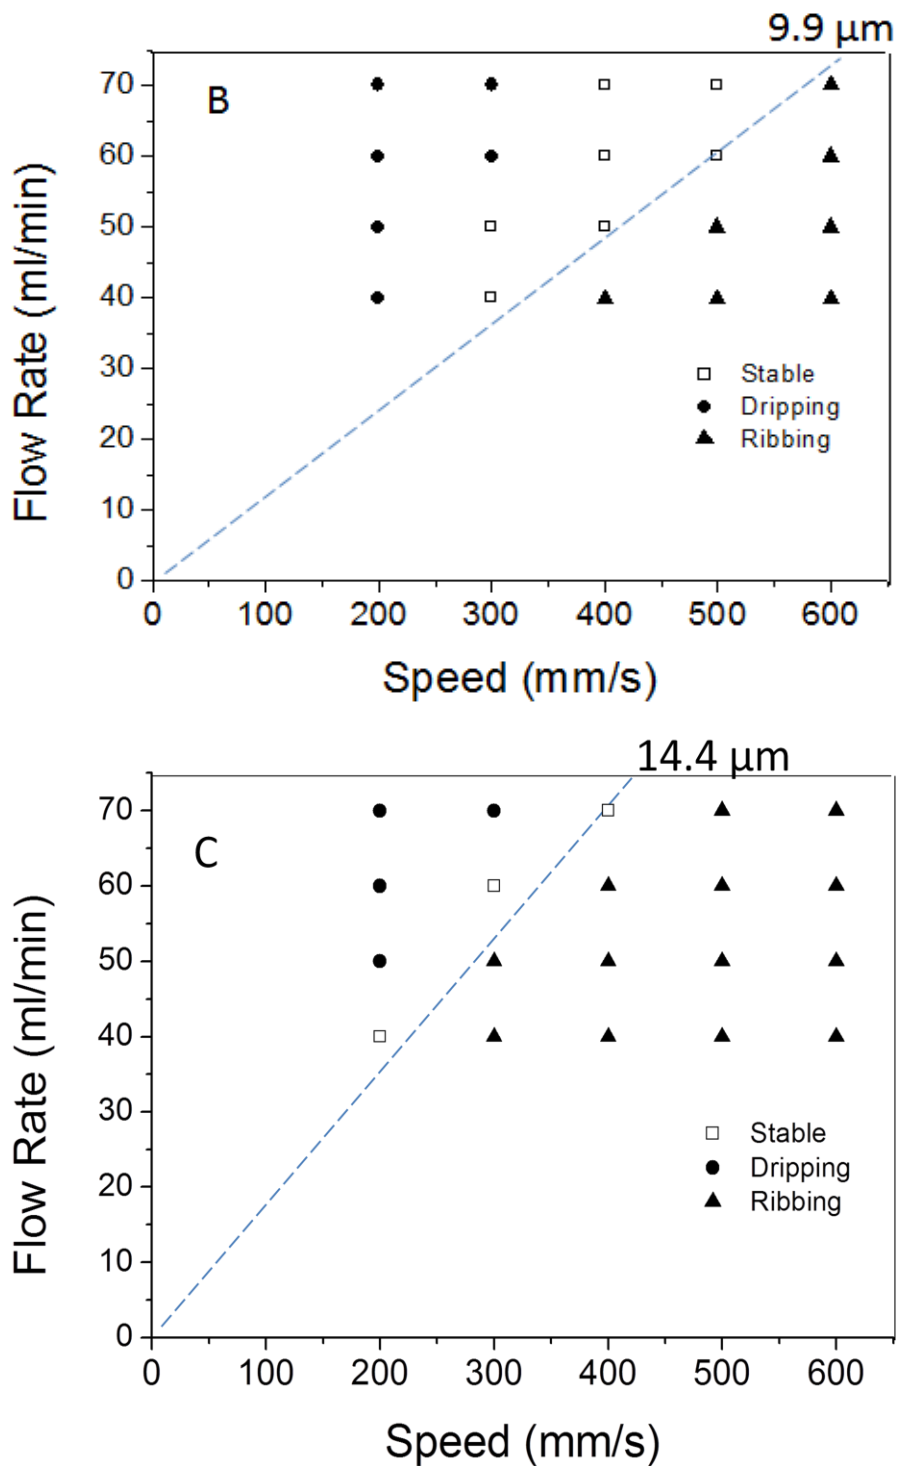 9.9 µm
B
70
60
50
40
30
20
10
0
Flow Rate (ml/min)
Stable
Dripping
Ribbing
0 100 200 300 400 500 600
Speed (mm/s)
14.4 µm
C
70
60
50
40
30
20
10
0
Flow Rate (ml/min)
Stable
Dripping
Ribbing
0 100 200 300 400 500 600
Speed (mm/s)